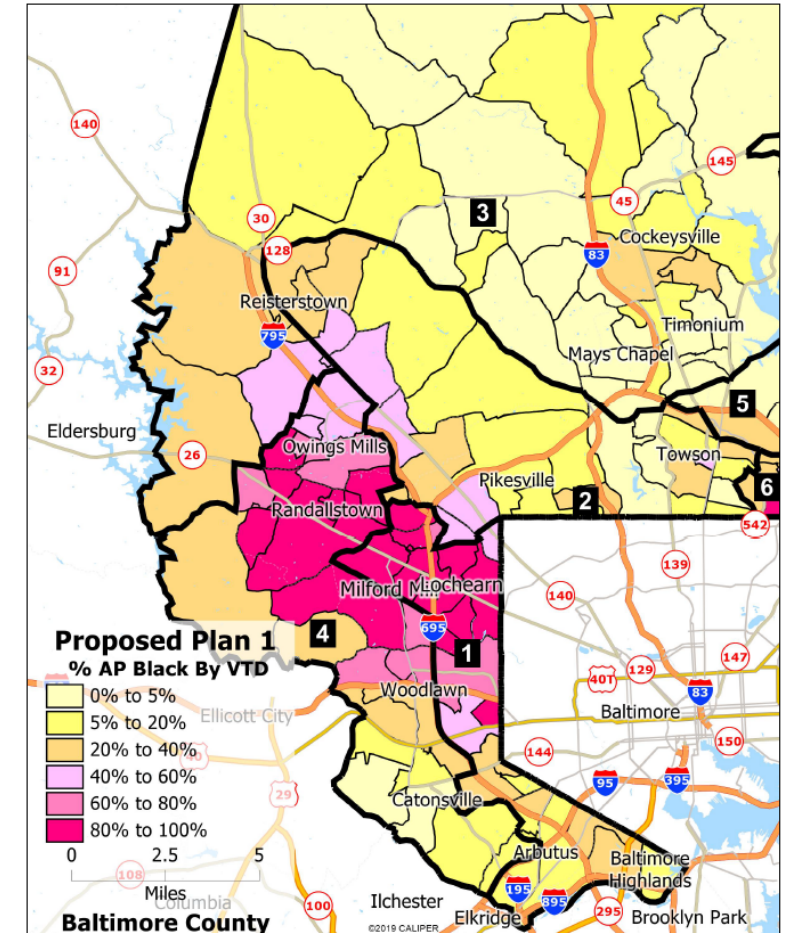 140
145
30
3
45
Cockeysville
128
83
91
Reisterstown
Timonium
795
Mays Chapel
32
5
Eldersburg
Owings Mills
Towson
26
Pikesville
6
2
Randallstown
542
139
Milford M
Lochearn
140
Proposed Plan 1
4
695
1
147
% AP Black By VTD
40T
129
0% to 5%
Woodlawn
83
5% to 20%
Ellicott City
Baltimore
20% to 40%
150
40
144
40% to 60%
29
95
395
60% to 80%
Catonsville
80% to 100%
0 2.5 5
Arbutus
Baltimore
Highlands
108
Miles
195
895
Columbia
100
Ilchester
295
Baltimore County
Elkridge
Brooklyn Park
©2019 CALIPER